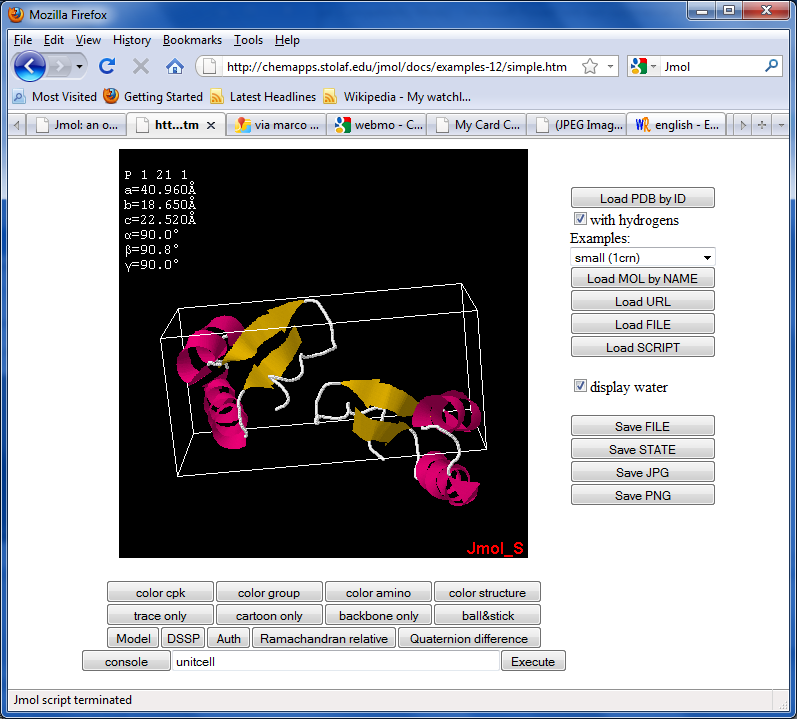 Mozilla Firefox
File Edit View History Bookmarks Tools Help
http://chemapps.stolaf.edu/jmol/docs/examples-12/simple.htm Jmol
Most Visited Getting Started Latest Headlines Wikipedia - My watchl...
Jmol: an o... htt...tm via marco ... webmo - C... My Card C... (JPEG Imag... WR english - E...
P 1 21 1
a=40.960Å
b=18.650Å
c=22.520Å
α=90.0°
β=90.8°
γ=90.0°
Jmol_S
Load PDB by ID
with hydrogens
Examples:
small (1crn)
Load MOL by NAME
Load URL
Load FILE
Load SCRIPT
display water
Save FILE
Save STATE
Save JPG
Save PNG
color cpk color group color amino color structure
trace only cartoon only backbone only ball&stick
Model DSSP Auth Ramachandran relative Quaternion difference
console unitcell Execute
Jmol script terminated